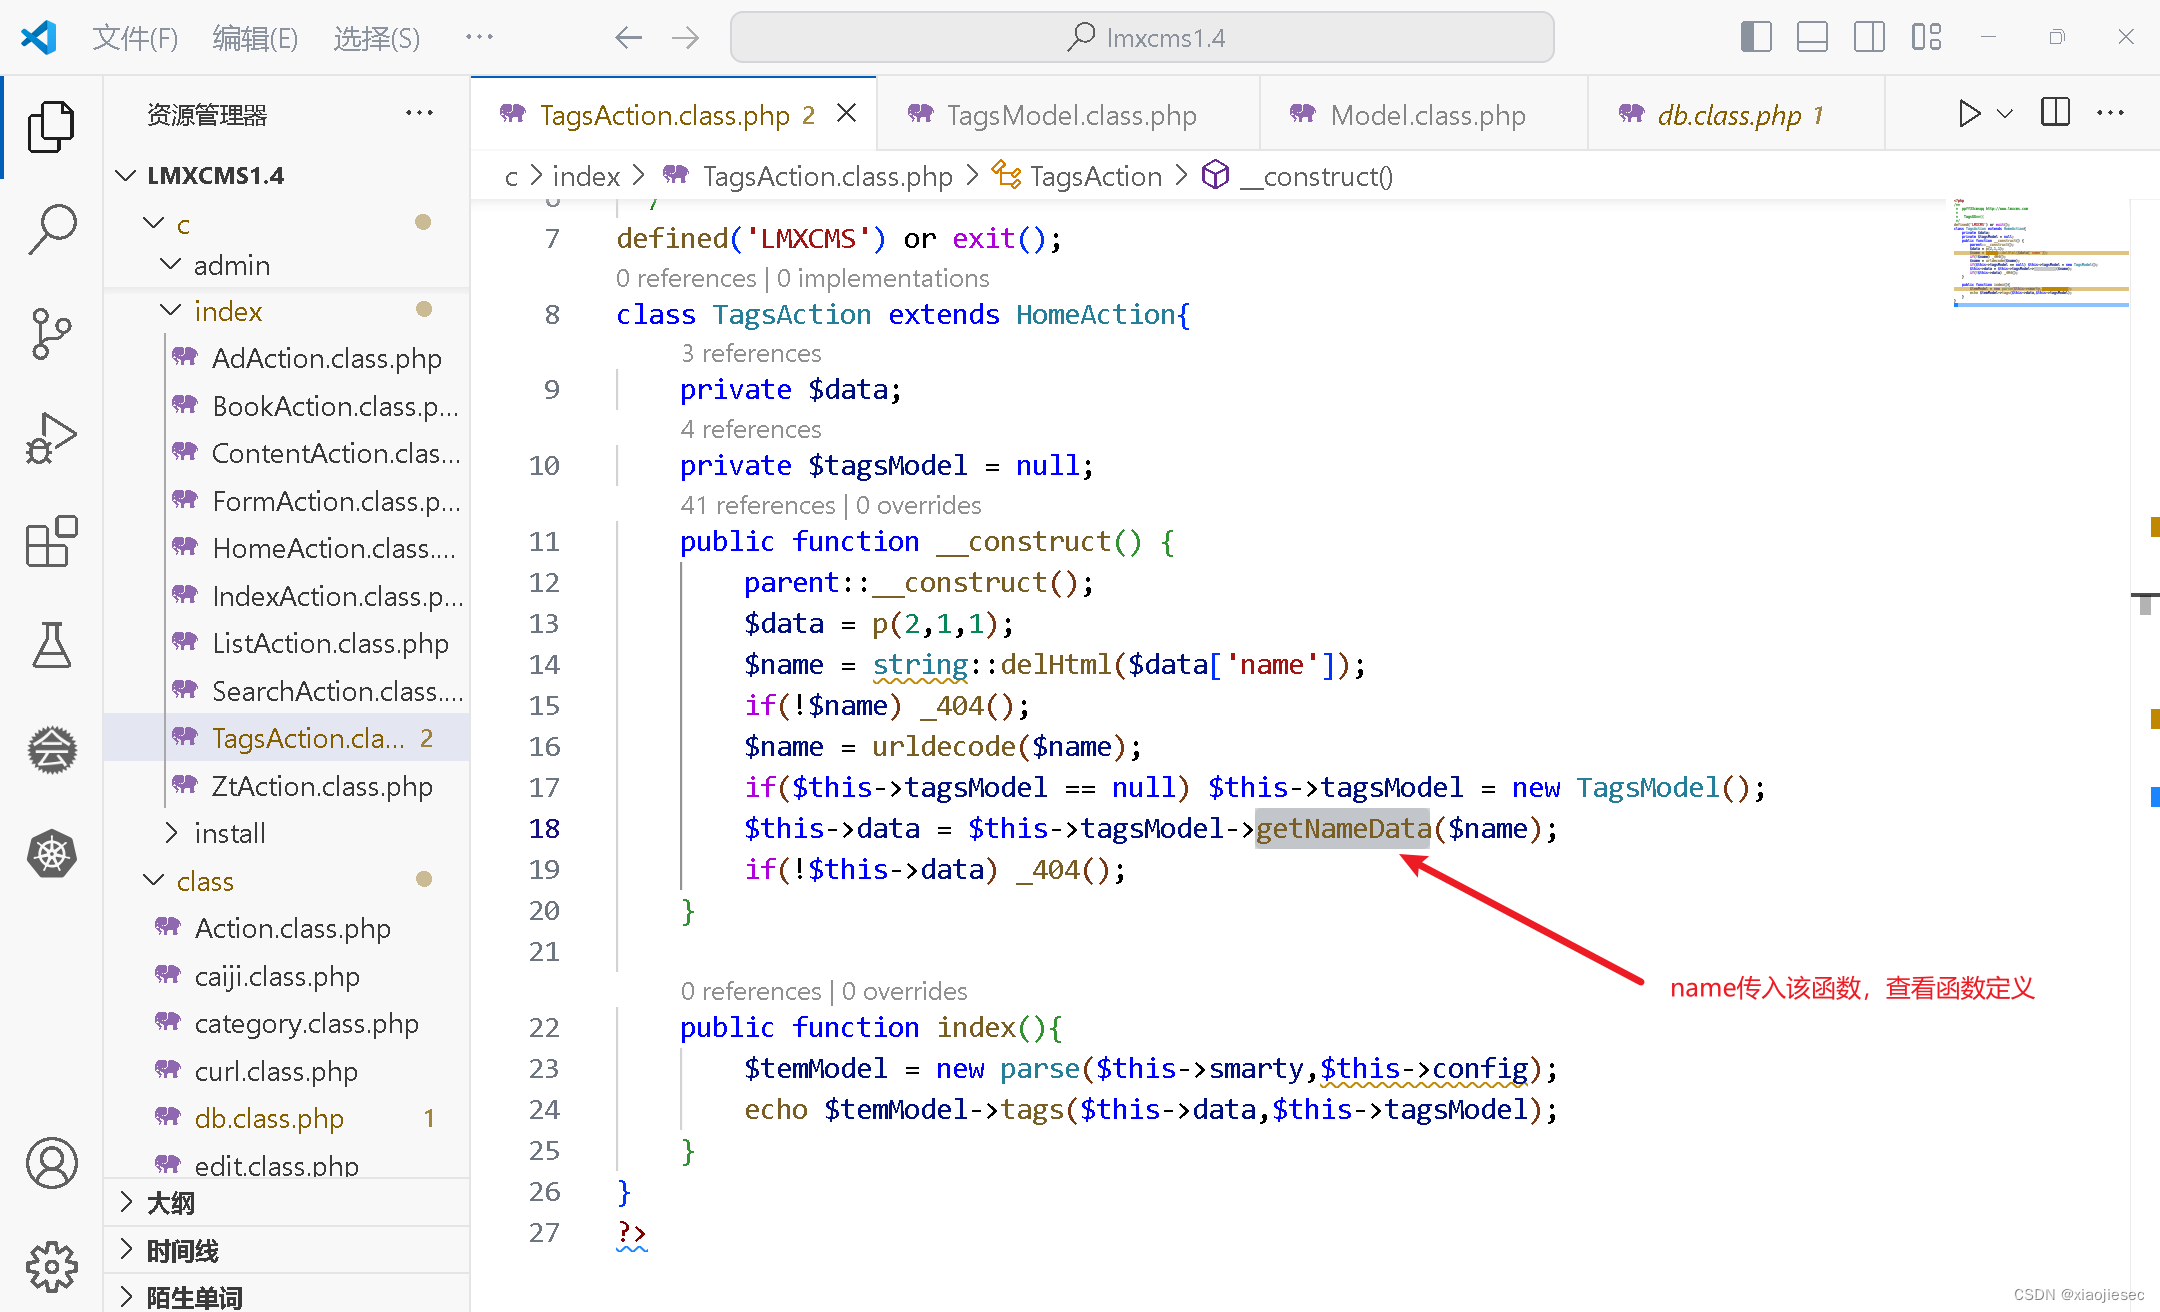 文件(F) 编辑(E) 选择(S) ··· lmxcms1.4
资源管理器 ···
LMXCMS1.4
c
admin
index
AdAction.class.php
BookAction.class.p...
ContentAction.clas...
FormAction.class.p...
HomeAction.class....
IndexAction.class.p...
ListAction.class.php
SearchAction.class....
TagsAction.cla... 2
ZtAction.class.php
install
class
Action.class.php
caiji.class.php
category.class.php
curl.class.php
db.class.php 1
edit.class.php
大纲
时间线
陌生单词
TagsAction.class.php 2 TagsModel.class.php Model.class.php db.class.php 1
c > index > TagsAction.class.php > TagsAction > __construct()
6 */
7 defined('LMXCMS') or exit();
0 references | 0 implementations
8 class TagsAction extends HomeAction{
3 references
9 private $data;
4 references
10 private $tagsModel = null;
41 references | 0 overrides
11 public function __construct() {
12 parent::__construct();
13 $data = p(2,1,1);
14 $name = string::delHtml($data['name']);
15 if(!$name) _404();
16 $name = urldecode($name);
17 if($this->tagsModel == null) $this->tagsModel = new TagsModel();
18 $this->data = $this->tagsModel->getNameData($name);
19 if(!$this->data) _404();
20 }
21
name传入该函数，查看函数定义
0 references | 0 overrides
22 public function index(){
23 $temModel = new parse($this->smarty,$this->config);
24 echo $temModel->tags($this->data,$this->tagsModel);
25 }
26 }
27 ?>
CSDN @xiaojiesec